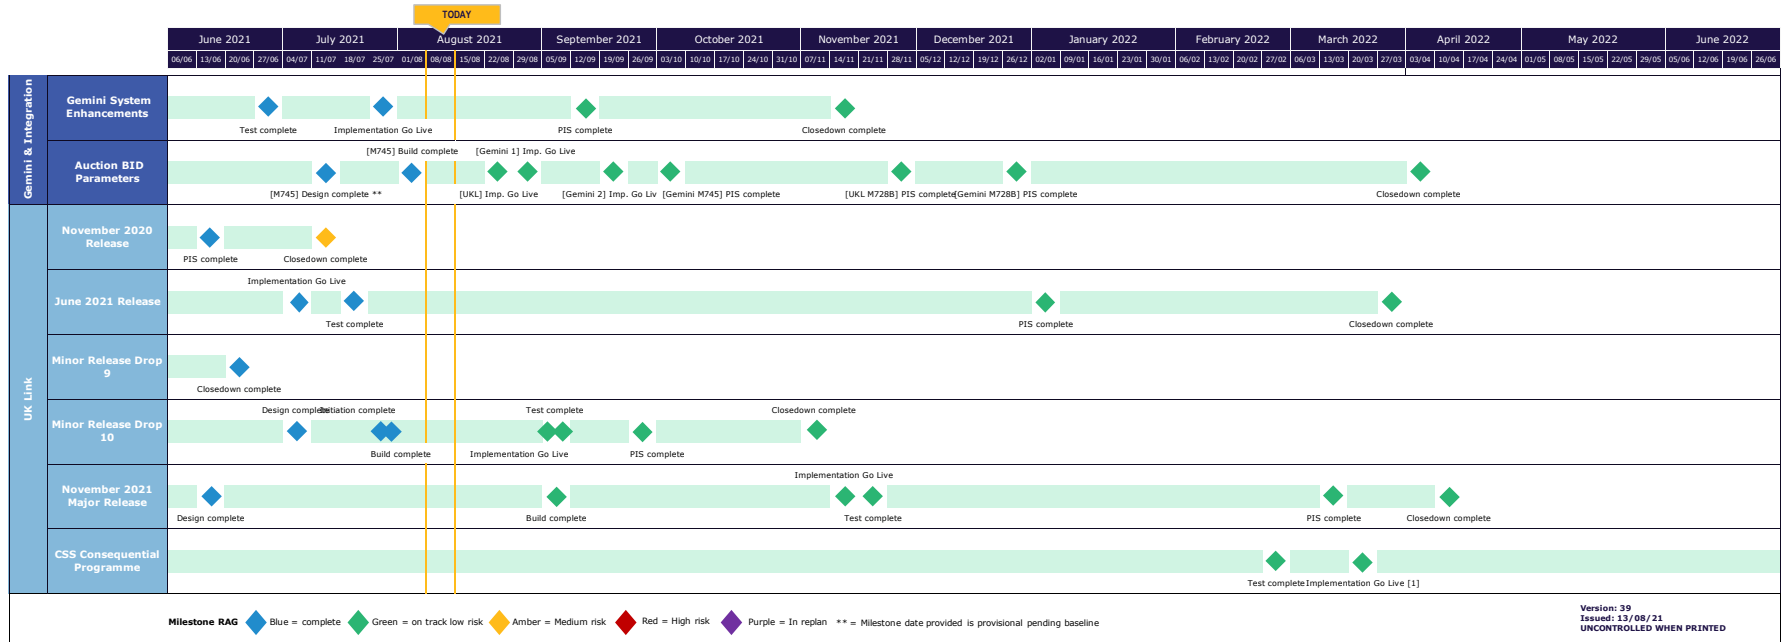 TODAY
June 2021 July 2021 August 2021 September 2021 October 2021 November 2021 December 2021 January 2022 February 2022 March 2022 April 2022 May 2022 June 2022
06/06 13/06 20/06 27/06 04/07 11/07 18/07 25/07 01/08 08/08 15/08 22/08 29/08 05/09 12/09 19/09 26/09 03/10 10/10 17/10 24/10 31/10 07/11 14/11 21/11 28/11 05/12 12/12 19/12 26/12 02/01 09/01 16/01 23/01 30/01 06/02 13/02 20/02 27/02 06/03 13/03 20/03 27/03 03/04 10/04 17/04 24/04 01/05 08/05 15/05 22/05 29/05 05/06 12/06 19/06 26/06
Gemini & Integration
Gemini System
Enhancements
Test complete Implementation Go Live PIS complete Closedown complete
[M745] Build complete [Gemini 1] Imp. Go Live
Auction BID
Parameters
[M745] Design complete ** [UKL] Imp. Go Live [Gemini 2] Imp. Go Liv [Gemini M745] PIS complete [UKL M728B] PIS complete [Gemini M728B] PIS complete Closedown complete
UK Link
November 2020
Release
PIS complete Closedown complete
Implementation Go Live
June 2021 Release
Test complete PIS complete Closedown complete
Minor Release Drop
9
Closedown complete
Design complete Initiation complete Test complete Closedown complete
Minor Release Drop
10
Build complete Implementation Go Live PIS complete
Implementation Go Live
November 2021
Major Release
Design complete Build complete Test complete PIS complete Closedown complete
CSS Consequential
Programme
Test complete Implementation Go Live [1]
Milestone RAG Blue = complete Green = on track low risk Amber = Medium risk Red = High risk Purple = In replan ** = Milestone date provided is provisional pending baseline
Version: 39
Issued: 13/08/21
UNCONTROLLED WHEN PRINTED